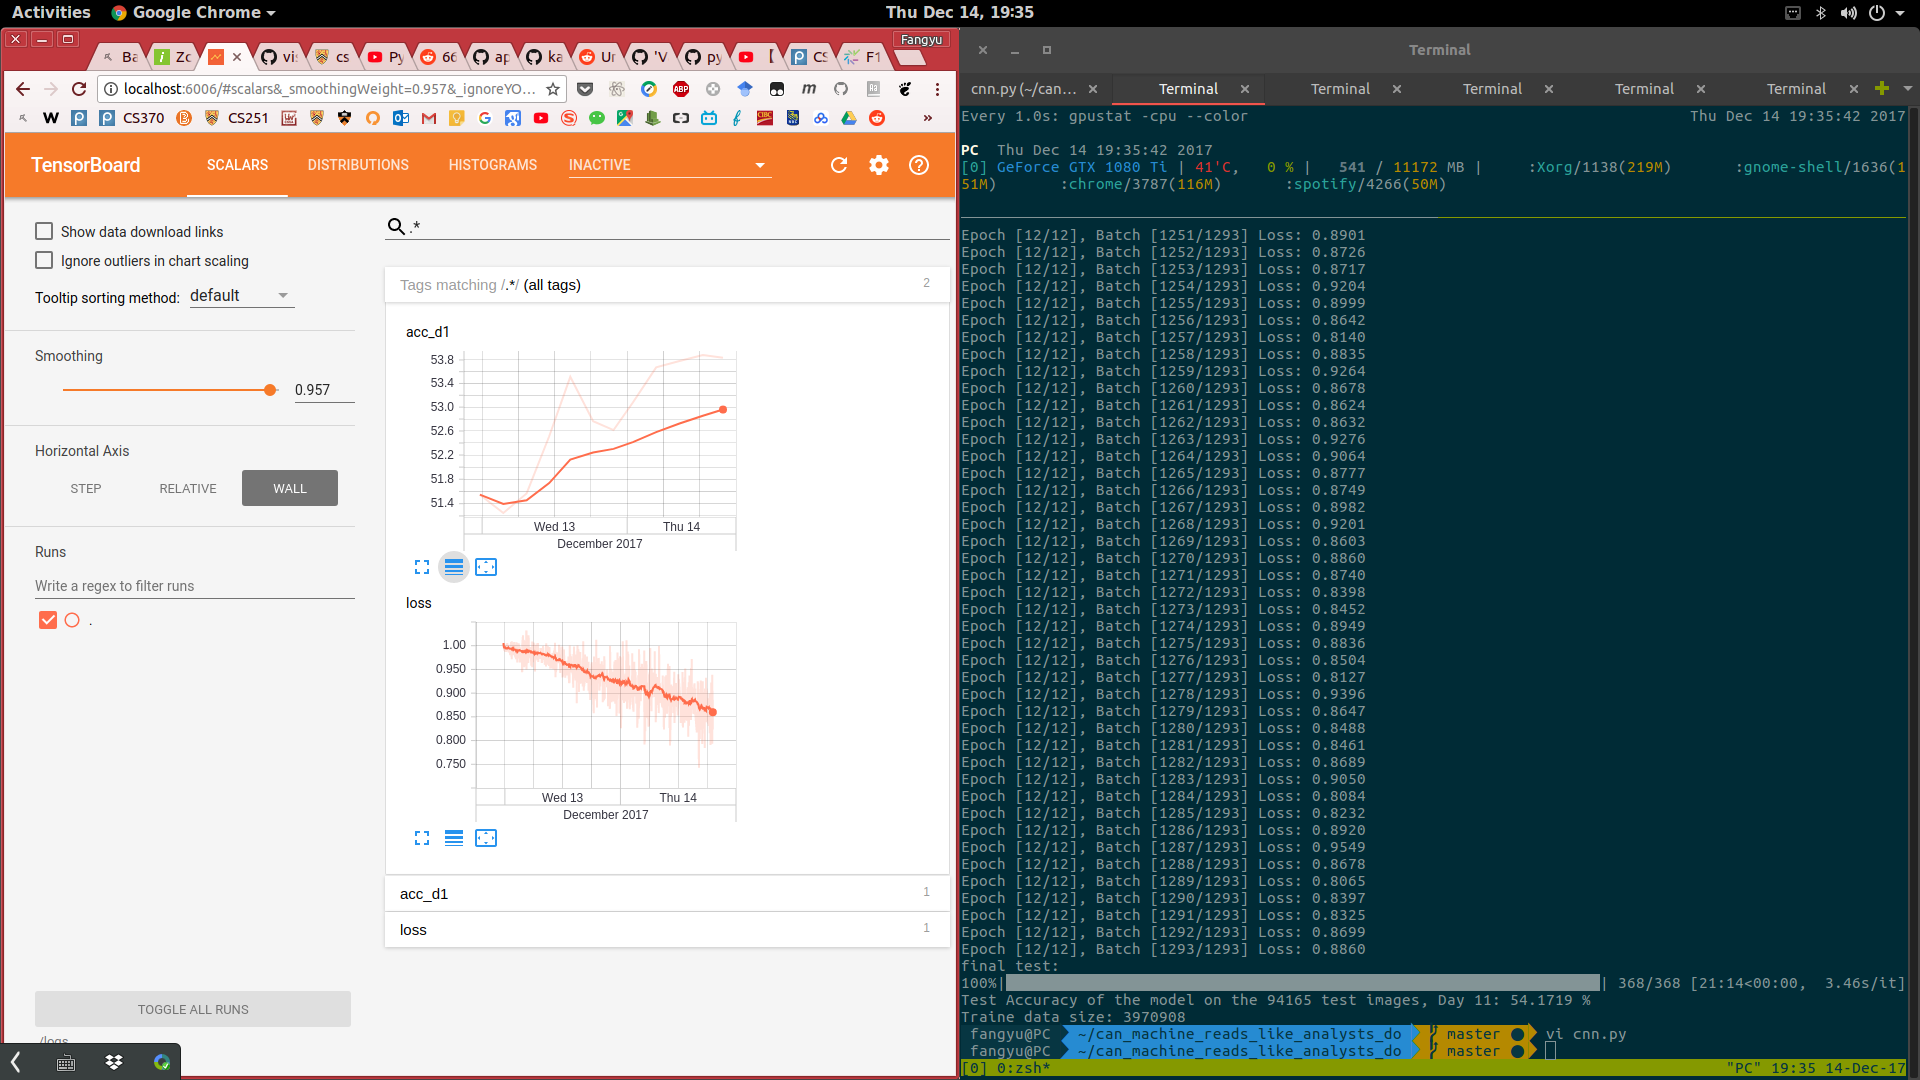 Activities Google Chrome Thu Dec 14, 19:35
Fangyu
Ba Zc vi: cs Py 66 ap ka Ur 'V py [ CS F1
localhost:6006/#scalars&_smoothingWeight=0.957&_ignoreYO...
CS370 CS251 »
TensorBoard SCALARS DISTRIBUTIONS HISTOGRAMS INACTIVE
Show data download links
Ignore outliers in chart scaling
Tooltip sorting method: default
Smoothing
0.957
Horizontal Axis
STEP RELATIVE WALL
Runs
Write a regex to filter runs
.
TOGGLE ALL RUNS
/logs
.*
Tags matching /.*/ (all tags) 2
acc_d1
53.8
53.4
53.0
52.6
52.2
51.8
51.4
Wed 13 Thu 14
December 2017
loss
1.00
0.950
0.900
0.850
0.800
0.750
Wed 13 Thu 14
December 2017
acc_d1 1
loss 1
Terminal
cnn.py (~/can... Terminal Terminal Terminal Terminal Terminal
Every 1.0s: gpustat -cpu --color Thu Dec 14 19:35:42 2017
PC Thu Dec 14 19:35:42 2017
[0] GeForce GTX 1080 Ti | 41'C, 0 % | 541 / 11172 MB | :Xorg/1138(219M) :gnome-shell/1636(1
51M) :chrome/3787(116M) :spotify/4266(50M)
Epoch [12/12], Batch [1251/1293] Loss: 0.8901
Epoch [12/12], Batch [1252/1293] Loss: 0.8726
Epoch [12/12], Batch [1253/1293] Loss: 0.8717
Epoch [12/12], Batch [1254/1293] Loss: 0.9204
Epoch [12/12], Batch [1255/1293] Loss: 0.8999
Epoch [12/12], Batch [1256/1293] Loss: 0.8642
Epoch [12/12], Batch [1257/1293] Loss: 0.8140
Epoch [12/12], Batch [1258/1293] Loss: 0.8835
Epoch [12/12], Batch [1259/1293] Loss: 0.9264
Epoch [12/12], Batch [1260/1293] Loss: 0.8678
Epoch [12/12], Batch [1261/1293] Loss: 0.8624
Epoch [12/12], Batch [1262/1293] Loss: 0.8632
Epoch [12/12], Batch [1263/1293] Loss: 0.9276
Epoch [12/12], Batch [1264/1293] Loss: 0.9064
Epoch [12/12], Batch [1265/1293] Loss: 0.8777
Epoch [12/12], Batch [1266/1293] Loss: 0.8749
Epoch [12/12], Batch [1267/1293] Loss: 0.8982
Epoch [12/12], Batch [1268/1293] Loss: 0.9201
Epoch [12/12], Batch [1269/1293] Loss: 0.8603
Epoch [12/12], Batch [1270/1293] Loss: 0.8860
Epoch [12/12], Batch [1271/1293] Loss: 0.8740
Epoch [12/12], Batch [1272/1293] Loss: 0.8398
Epoch [12/12], Batch [1273/1293] Loss: 0.8452
Epoch [12/12], Batch [1274/1293] Loss: 0.8949
Epoch [12/12], Batch [1275/1293] Loss: 0.8836
Epoch [12/12], Batch [1276/1293] Loss: 0.8504
Epoch [12/12], Batch [1277/1293] Loss: 0.8127
Epoch [12/12], Batch [1278/1293] Loss: 0.9396
Epoch [12/12], Batch [1279/1293] Loss: 0.8647
Epoch [12/12], Batch [1280/1293] Loss: 0.8488
Epoch [12/12], Batch [1281/1293] Loss: 0.8461
Epoch [12/12], Batch [1282/1293] Loss: 0.8689
Epoch [12/12], Batch [1283/1293] Loss: 0.9050
Epoch [12/12], Batch [1284/1293] Loss: 0.8084
Epoch [12/12], Batch [1285/1293] Loss: 0.8232
Epoch [12/12], Batch [1286/1293] Loss: 0.8920
Epoch [12/12], Batch [1287/1293] Loss: 0.9549
Epoch [12/12], Batch [1288/1293] Loss: 0.8678
Epoch [12/12], Batch [1289/1293] Loss: 0.8065
Epoch [12/12], Batch [1290/1293] Loss: 0.8397
Epoch [12/12], Batch [1291/1293] Loss: 0.8325
Epoch [12/12], Batch [1292/1293] Loss: 0.8699
Epoch [12/12], Batch [1293/1293] Loss: 0.8860
final test:
100%| | 368/368 [21:14<00:00, 3.46s/it]
Test Accuracy of the model on the 94165 test images, Day 11: 54.1719 %
Traine data size: 3970908
fangyu@PC ~/can_machine_reads_like_analysts_do master ● vi cnn.py
fangyu@PC ~/can_machine_reads_like_analysts_do master ●
[0] 0:zsh* "PC" 19:35 14-Dec-17